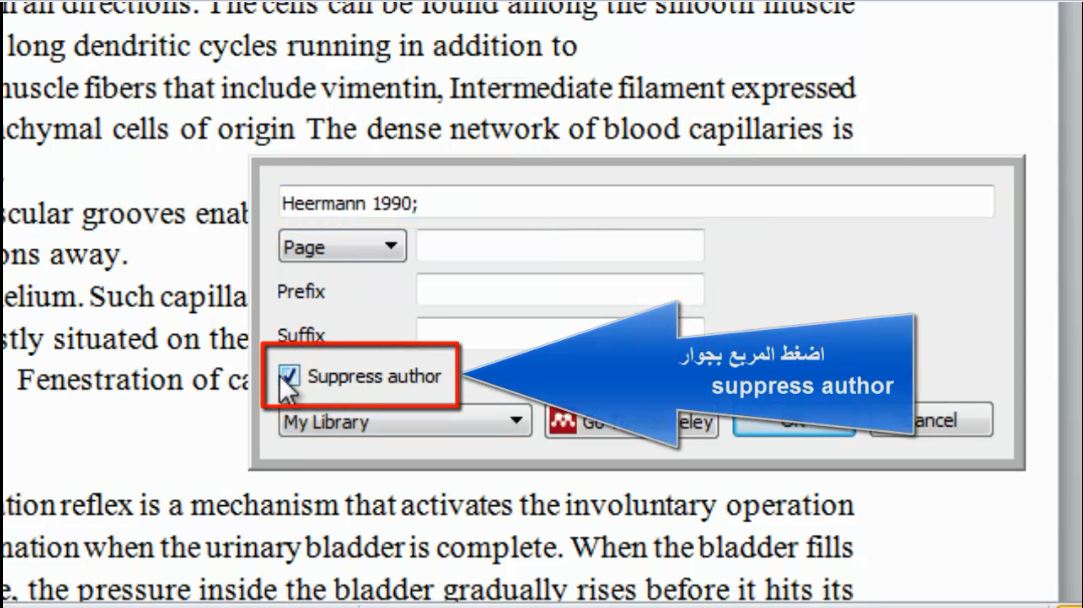 an directions. The cells can be found among the smooth muscle
long dendritic cycles running in addition to
muscle fibers that include vimentin, Intermediate filament expressed
chymal cells of origin The dense network of blood capillaries is
scular grooves enab
ons away.
elium. Such capilla
stly situated on the
Fenestration of ca
Heermann 1990;
Page
Prefix
Suffix
Suppress author
My Library
Go To eley
OK
ancel
اضغط المربع بجوار
suppress author
tion reflex is a mechanism that activates the involuntary operation
nation when the urinary bladder is complete. When the bladder fills
e, the pressure inside the bladder gradually rises before it hits its